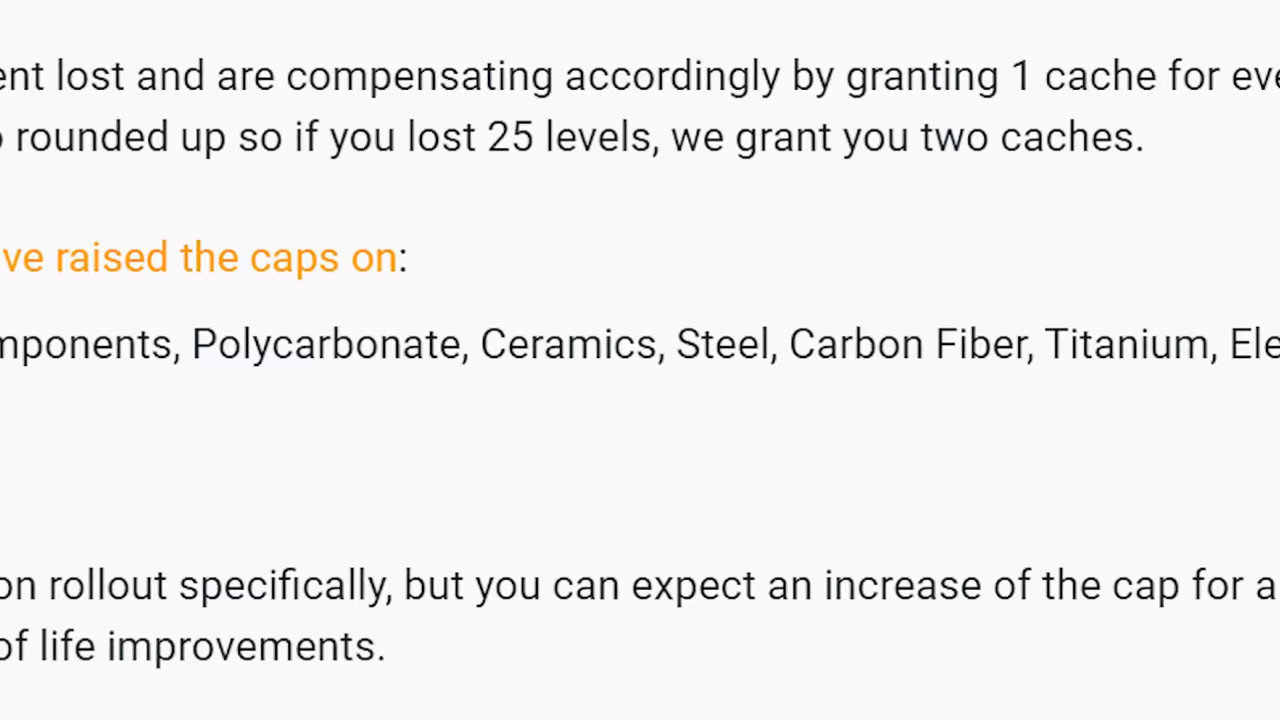 ent lost and are compensating accordingly by granting 1 cache for eve
rounded up so if you lost 25 levels, we grant you two caches.
ve raised the caps on:
mponents, Polycarbonate, Ceramics, Steel, Carbon Fiber, Titanium, Ele
on rollout specifically, but you can expect an increase of the cap for a
of life improvements.